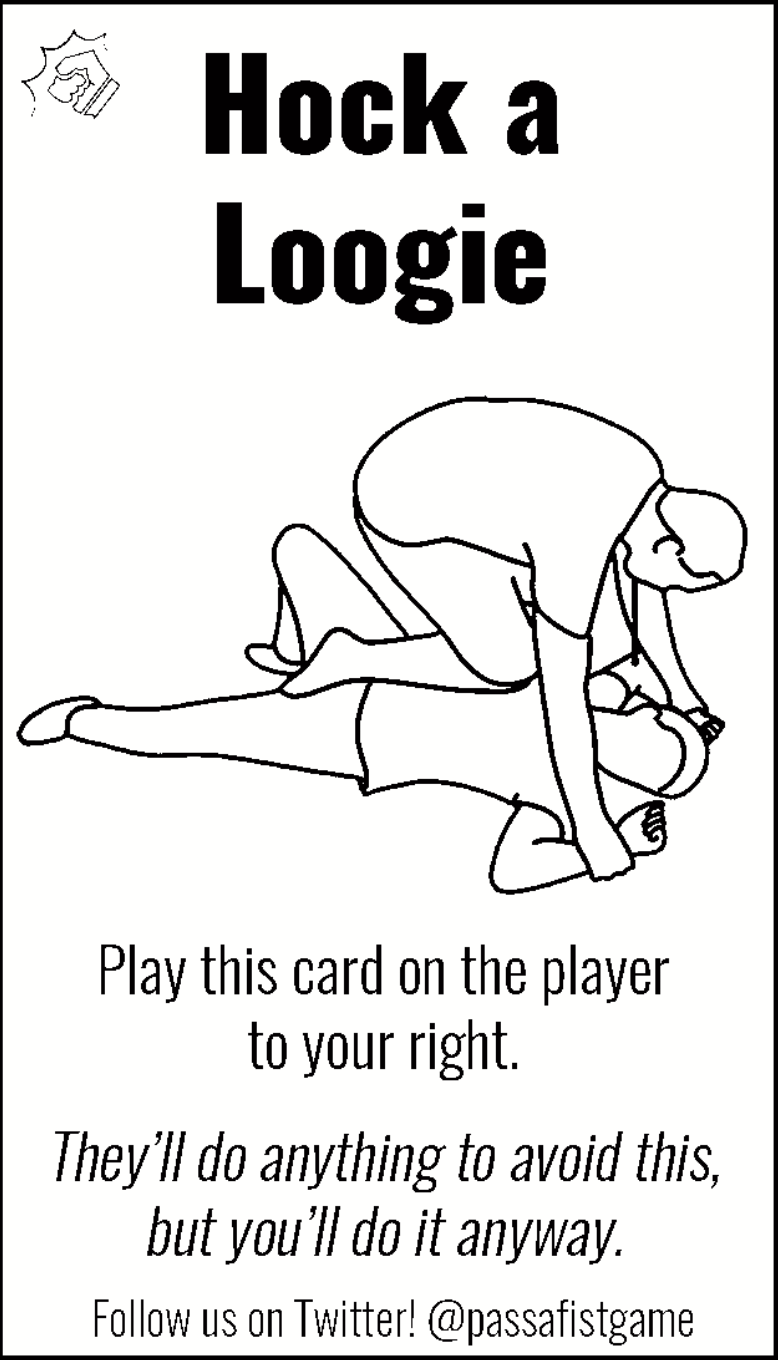 Hock a
Loogie
Play this card on the player
to your right.
They’ll do anything to avoid this,
but you’ll do it anyway.
Follow us on Twitter! @passafistgame